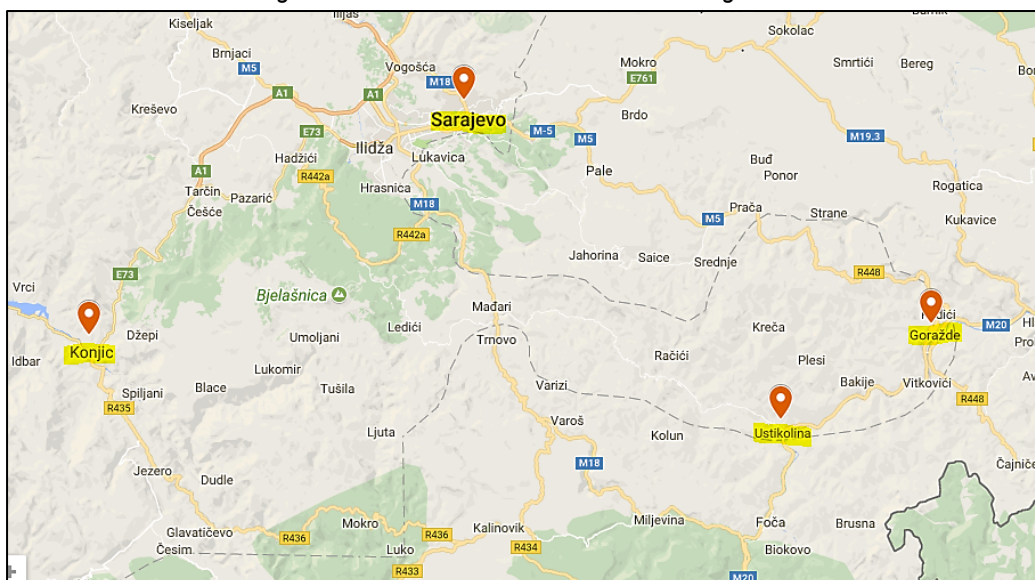 Kiseljak
Sokolac
Brnjaci
Mokro
Smrtići
Bereg
Vogošća
M5
M18
E761
A1
A1
Kreševo
Sarajevo
Brdo
E73
M-5
M5
M19.3
Ilidža
Lukavica
Hadžići
Buđ
A1
R442a
Pale
Ponor
Tarčin
Pazarić
Hrasnica
Rogatica
Češće
M18
Prača
Strane
M5
Kukavice
R442a
Jahorina
Saice
Srednje
E73
R448
Vrci
Bjelašnica
Mađari
Džepi
Umoljani
Ledići
Kreča
M20
Goražde
Trnovo
Konjic
Idbar
Račići
Plesi
Lukomir
Blace
Tušila
Varizi
Bakije
Vitkovići
Spiljani
R448
R435
Varoš
Ljuta
Kolun
Ustikolina
M18
Čajniče
Jezero
Dudle
Mokro
Miljevina
Foča
Brusna
Glavatičevo
R436
R436
Kalinovik
Česim
Luko
R434
Biokovo
R433
M20